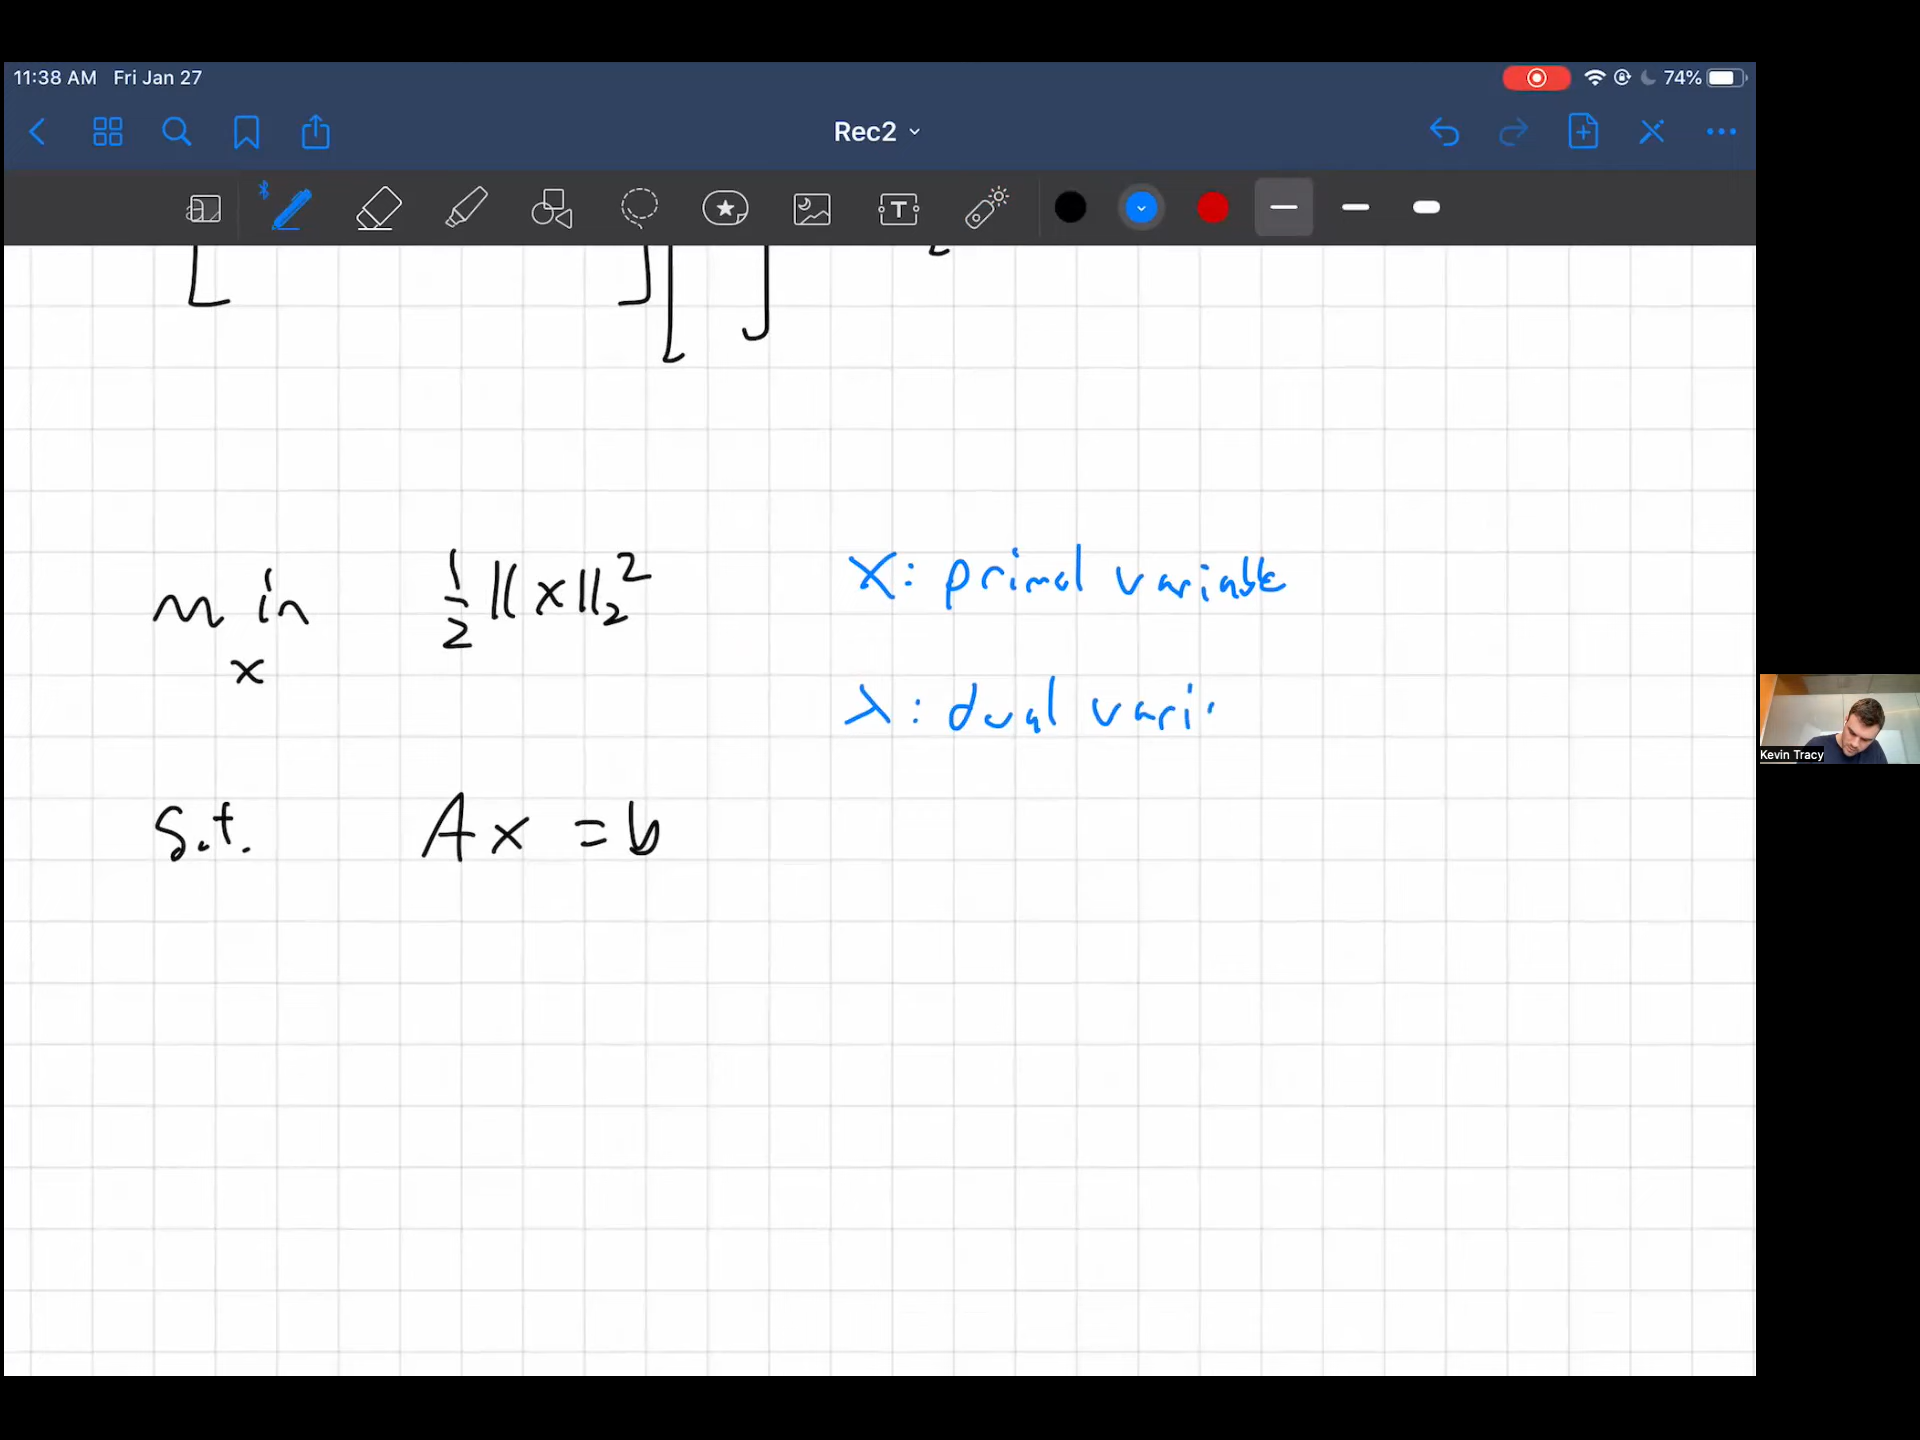 11:38 AM Fri Jan 27
74%
Rec2
T
min
x
1/2 ||x||₂²
x: primal variable
λ: dual vari
s.t. Ax = b
Kevin Tracy